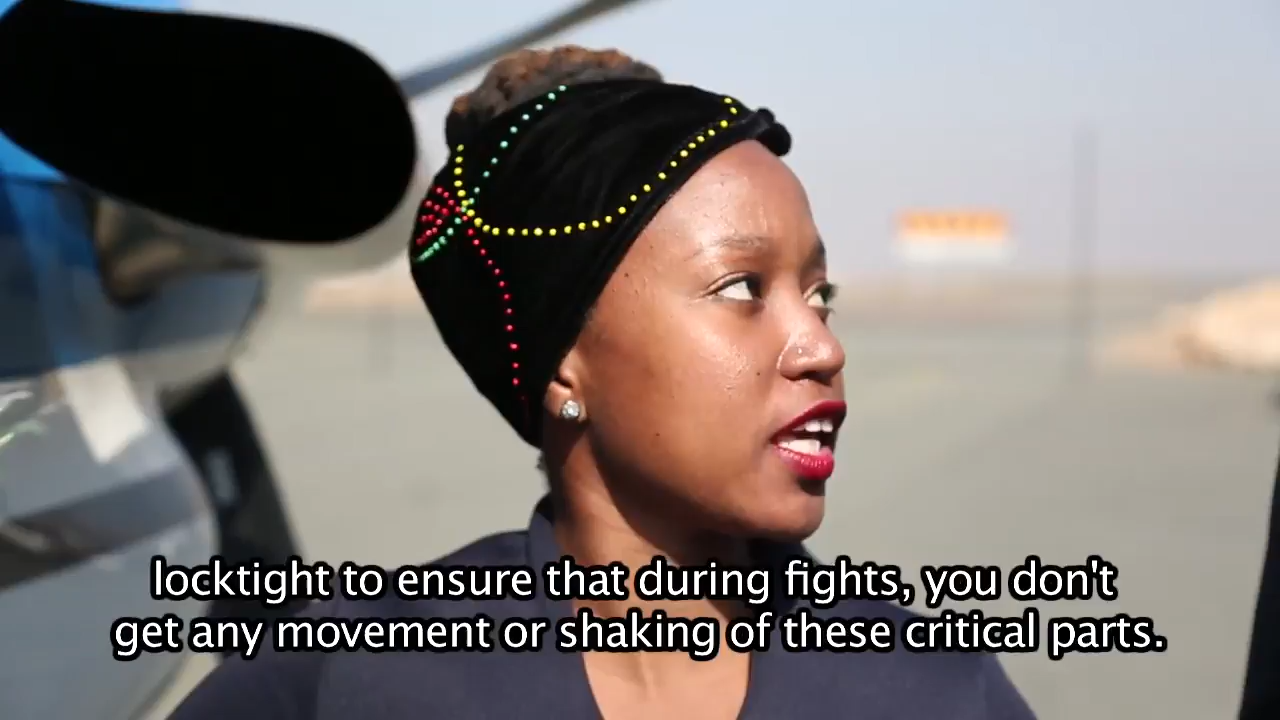 locktight to ensure that during fights, you don't
get any movement or shaking of these critical parts.